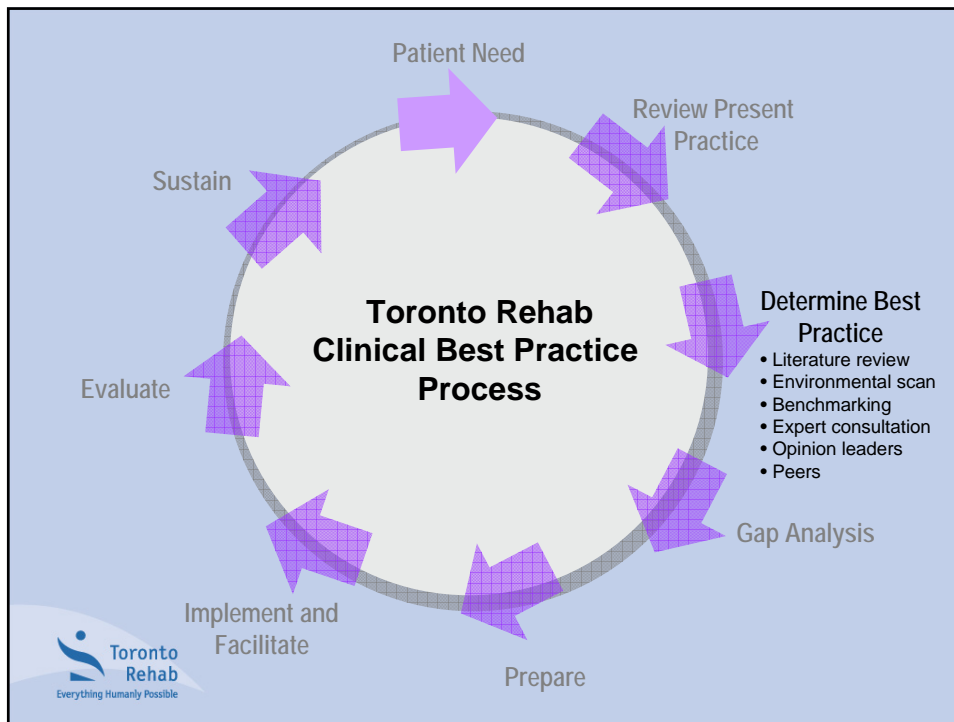 Patient Need
Review Present
Practice
Determine Best
Practice
• Literature review
• Environmental scan
• Benchmarking
• Expert consultation
• Opinion leaders
• Peers
Gap Analysis
Prepare
Implement and
Facilitate
Evaluate
Sustain
Toronto Rehab
Clinical Best Practice
Process
Toronto
Rehab
Everything Humanly Possible